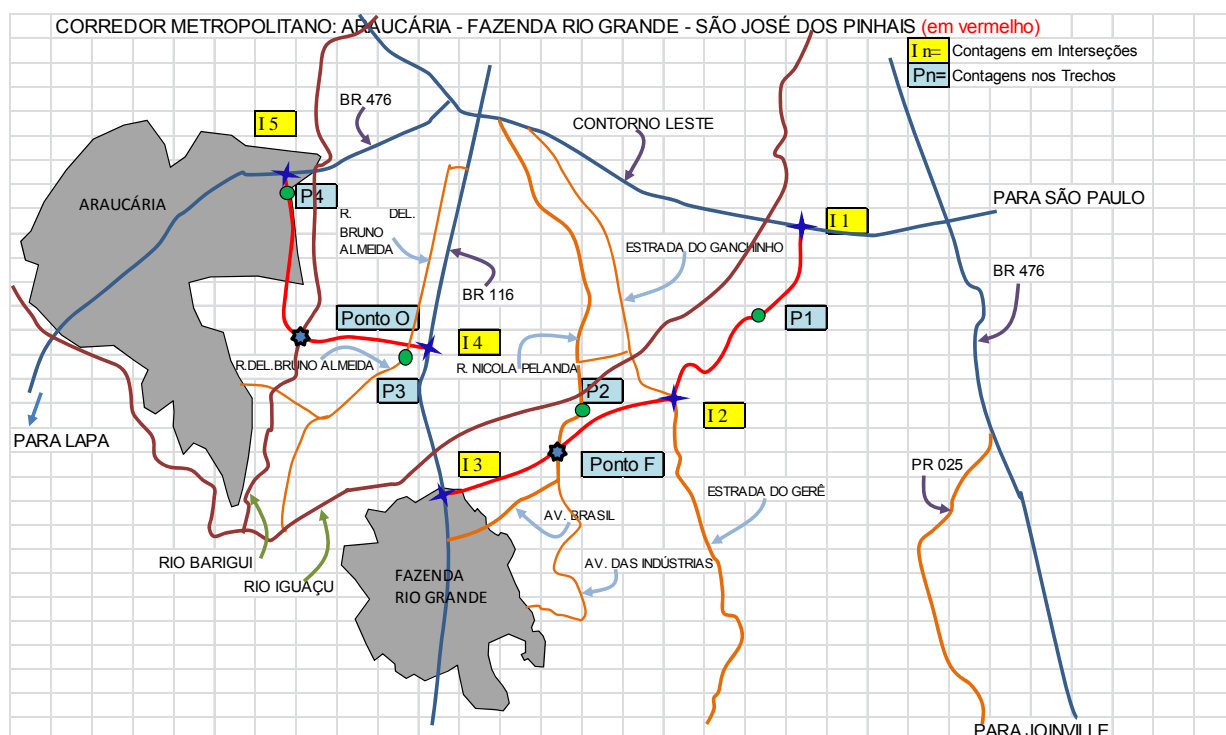 CORREDOR METROPOLITANO: ARAUCÁRIA - FAZENDA RIO GRANDE - SÃO JOSÉ DOS PINHAIS (em vermelho)
I n= Contagens em Interseções
Pn= Contagens nos Trechos
BR 476
I 5
CONTORNO LESTE
ARAUCÁRIA
P4
PARA SÃO PAULO
R. DEL.
BRUNO
ALMEIDA
I 1
ESTRADA DO GANCHINHO
BR 476
BR 116
Ponto O
P1
I 4
R.DEL.BRUNO ALMEIDA
R. NICOLA PELANDA
P3
P2
I 2
PARA LAPA
I 3
Ponto F
PR 025
ESTRADA DO GERÊ
AV. BRASIL
RIO BARIGUI
AV. DAS INDÚSTRIAS
FAZENDA
RIO GRANDE
RIO IGUAÇU
PARA JOINVILLE